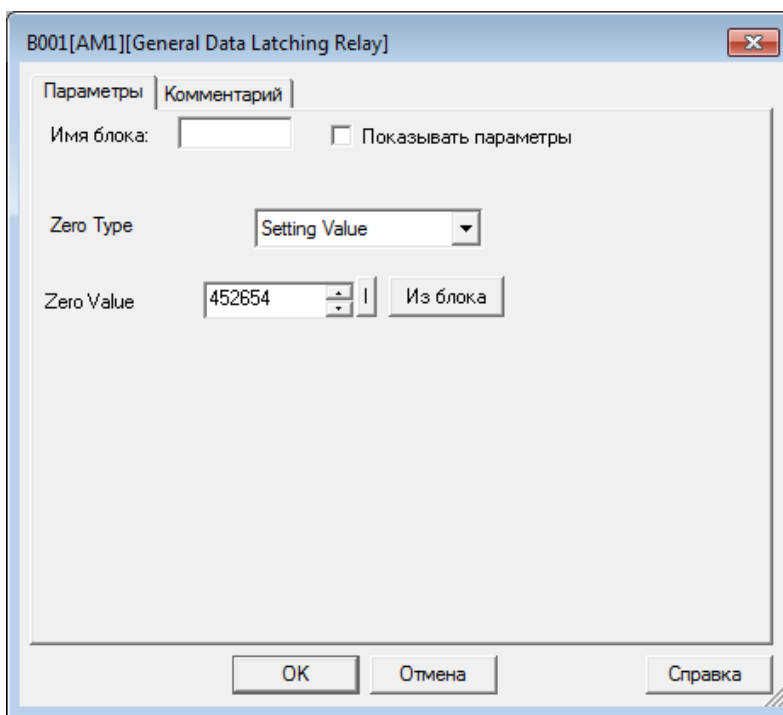 B001[AM1][General Data Latching Relay]
Параметры Комментарий
Имя блока: Показывать параметры
Zero Type Setting Value
Zero Value 452654 I Из блока
OK Отмена Справка